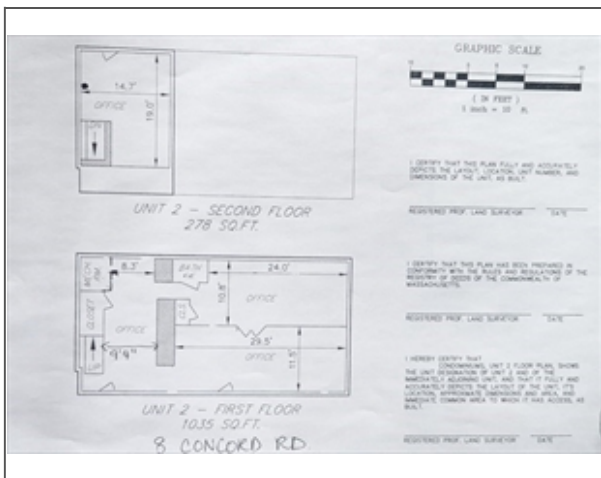 14.7'
OFFICE
19.0'
UNIT 2 - SECOND FLOOR
278 SQ.FT.
MECH
RM.
8.3'
BATH
24.0'
10.8'
OFFICE
CLOSET
CLS
OFFICE
29.5'
OFFICE
11.5'
UP
9'9"
UNIT 2 - FIRST FLOOR
1035 SQ.FT.
8 CONCORD RD.
GRAPHIC SCALE
( IN FEET )
1 inch = 10 ft.
I CERTIFY THAT THIS PLAN FULLY AND ACCURATELY
DEPICTS THE LAYOUT, LOCATION, UNIT NUMBER, AND
DIMENSIONS OF THE UNIT, AS BUILT.
REGISTERED PROF. LAND SURVEYOR DATE
I CERTIFY THAT THIS PLAN HAS BEEN PREPARED IN
CONFORMITY WITH THE RULES AND REGULATIONS OF THE
REGISTRY OF DEEDS OF THE COMMONWEALTH OF
MASSACHUSETTS.
REGISTERED PROF. LAND SURVEYOR DATE
I HEREBY CERTIFY THAT
CONDOMINIUMS, UNIT 2 FLOOR PLAN, SHOWS
THE UNIT DESIGNATION OF UNIT 2 AND OF THE
IMMEDIATELY ADJOINING UNIT, AND THAT IT FULLY AND
ACCURATELY DEPICTS THE LAYOUT OF THE UNIT, ITS
LOCATION, APPROXIMATE DIMENSIONS AND AREA, AND
IMMEDIATE COMMON AREA TO WHICH IT HAS ACCESS, AS
BUILT.
REGISTERED PROF. LAND SURVEYOR DATE